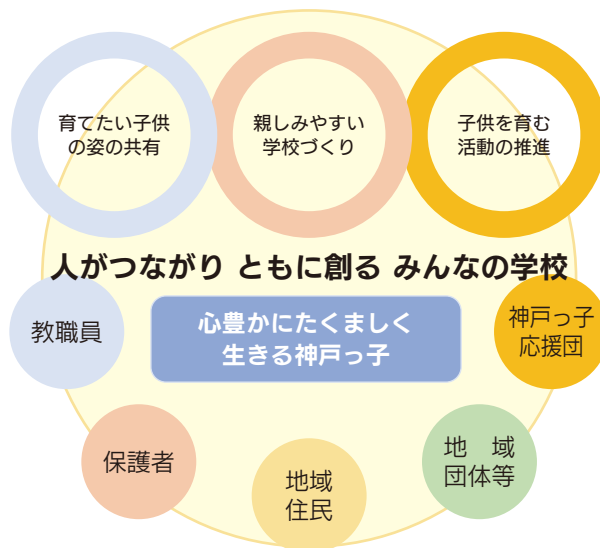 育てたい子供
の姿の共有
親しみやすい
学校づくり
子供を育む
活動の推進
人がつながり ともに創る みんなの学校
心豊かにたくましく
生きる神戸っ子
教職員
神戸っ子
応援団
保護者
地域
住民
地　域
団体等